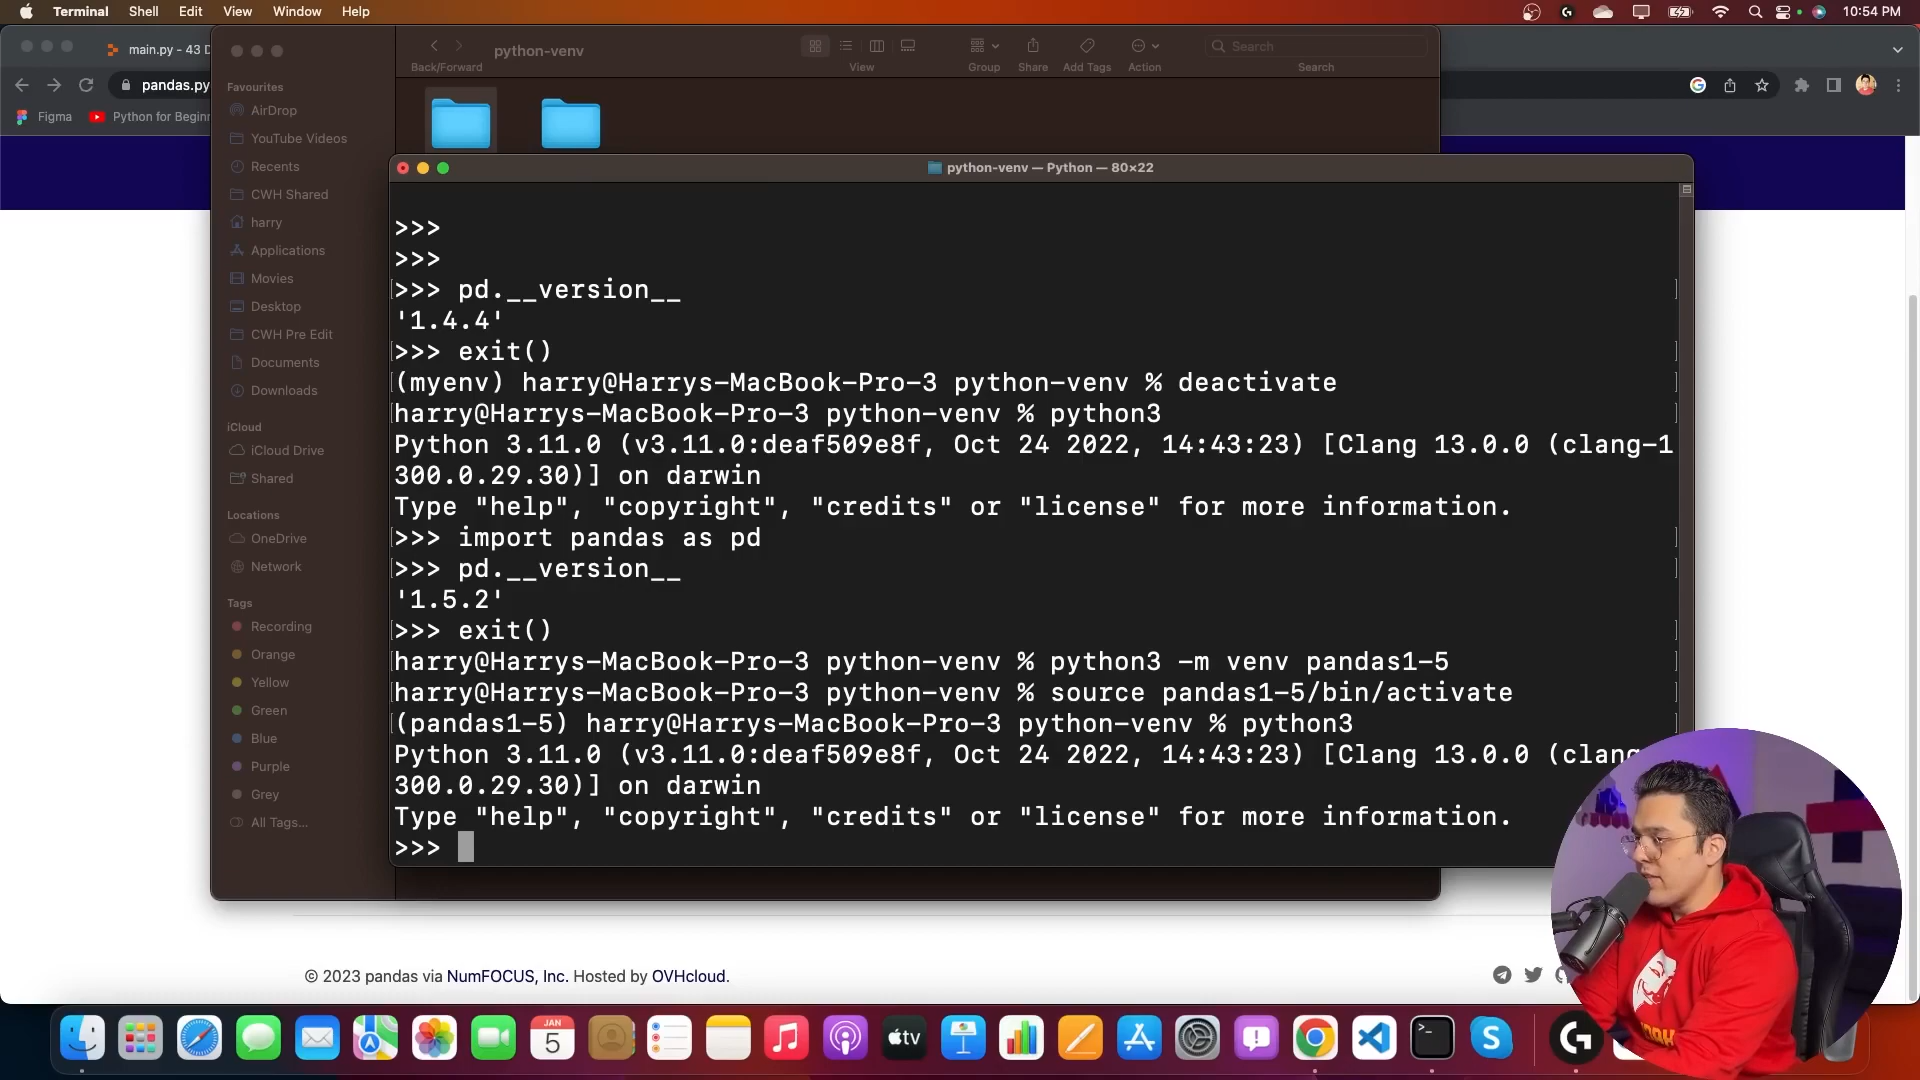 Terminal Shell Edit View Window Help
10:54 PM
main.py - 43 D
python-venv
Search
Back/Forward View Group Share Add Tags Action Search
pandas.py
Figma Python for Beginn
Favourites
AirDrop
YouTube Videos
Recents
CWH Shared
harry
Applications
Movies
Desktop
CWH Pre Edit
Documents
Downloads
iCloud
iCloud Drive
Shared
Locations
OneDrive
Network
Tags
Recording
Orange
Yellow
Green
Blue
Purple
Grey
All Tags...
python-venv — Python — 80×22
>>>
>>>
>>> pd.__version__
'1.4.4'
>>> exit()
(myenv) harry@Harrys-MacBook-Pro-3 python-venv % deactivate
harry@Harrys-MacBook-Pro-3 python-venv % python3
Python 3.11.0 (v3.11.0:deaf509e8f, Oct 24 2022, 14:43:23) [Clang 13.0.0 (clang-1
300.0.29.30)] on darwin
Type "help", "copyright", "credits" or "license" for more information.
>>> import pandas as pd
>>> pd.__version__
'1.5.2'
>>> exit()
harry@Harrys-MacBook-Pro-3 python-venv % python3 -m venv pandas1-5
harry@Harrys-MacBook-Pro-3 python-venv % source pandas1-5/bin/activate
(pandas1-5) harry@Harrys-MacBook-Pro-3 python-venv % python3
Python 3.11.0 (v3.11.0:deaf509e8f, Oct 24 2022, 14:43:23) [Clang 13.0.0 (clang
300.0.29.30)] on darwin
Type "help", "copyright", "credits" or "license" for more information.
>>>
© 2023 pandas via NumFOCUS, Inc. Hosted by OVHcloud.
JAN
5
tv